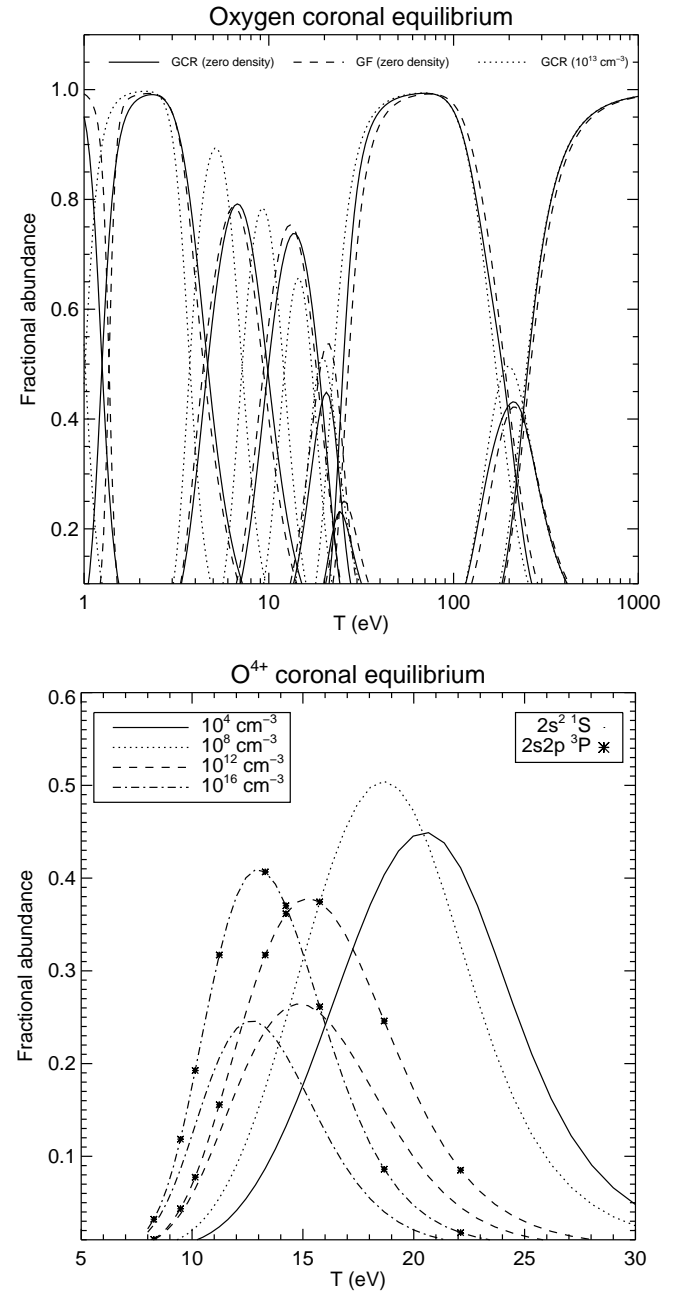 Oxygen coronal equilibrium
GCR (zero density) GF (zero density) GCR (10¹³ cm⁻³)
Fractional abundance
1.0
0.8
0.6
0.4
0.2
1 10 100 1000
T (eV)
O⁴⁺ coronal equilibrium
Fractional abundance
0.6
0.5
0.4
0.3
0.2
0.1
10⁴ cm⁻³
10⁸ cm⁻³
10¹² cm⁻³
10¹⁶ cm⁻³
2s² ¹S
2s2p ³P
5 10 15 20 25 30
T (eV)